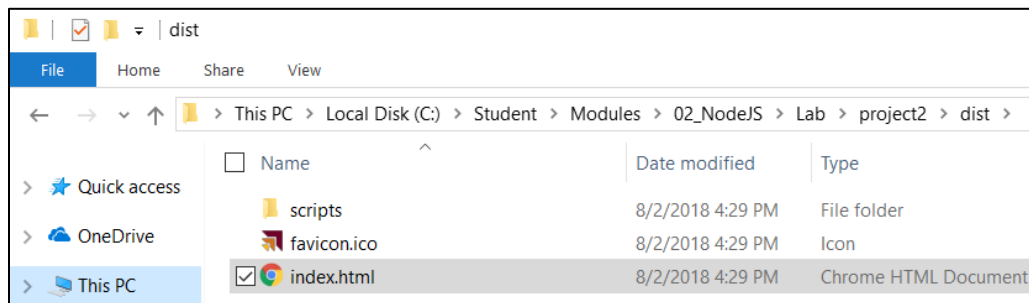 dist
File Home Share View
This PC > Local Disk (C:) > Student > Modules > 02_NodeJS > Lab > project2 > dist >
Name Date modified Type
Quick access
scripts 8/2/2018 4:29 PM File folder
OneDrive
favicon.ico 8/2/2018 4:29 PM Icon
This PC
index.html 8/2/2018 4:29 PM Chrome HTML Document